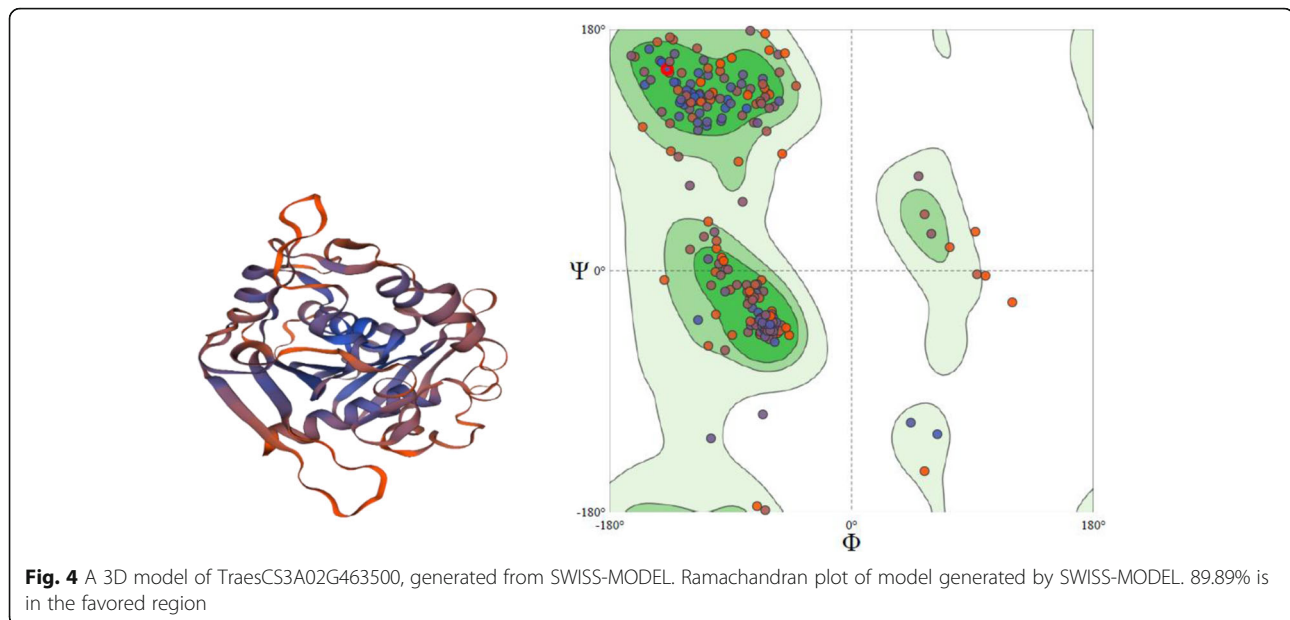 180°
Ψ 0°
-180°
-180° 0° 180°
Φ
Fig. 4 A 3D model of TraesCS3A02G463500, generated from SWISS-MODEL. Ramachandran plot of model generated by SWISS-MODEL. 89.89% is
in the favored region